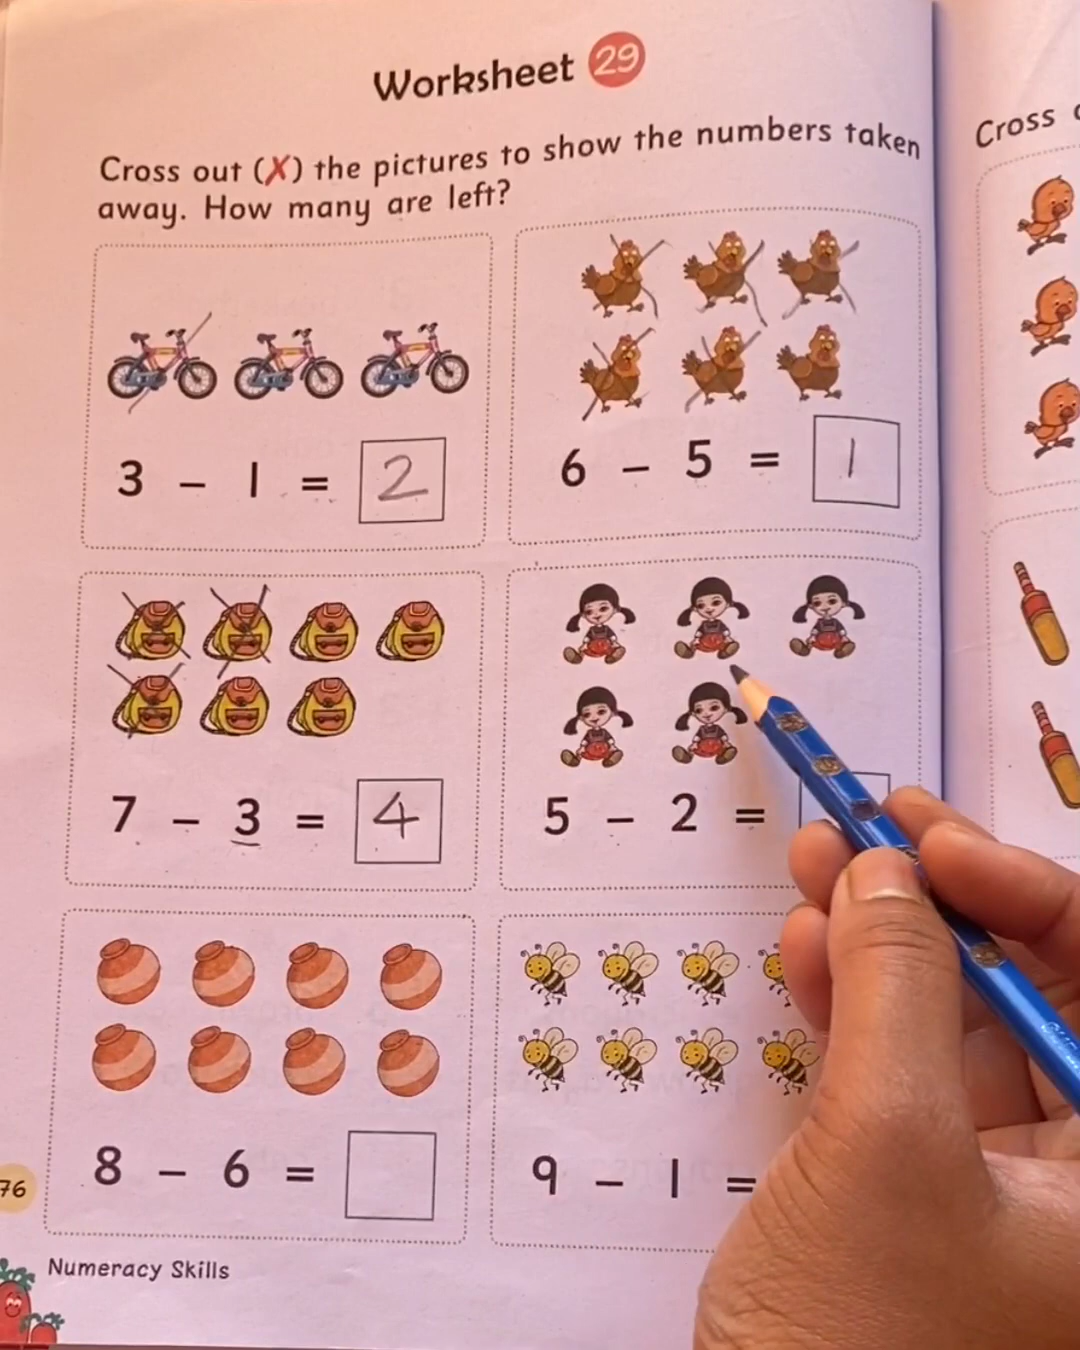 Worksheet 29
Cross out (X) the pictures to show the numbers taken
away. How many are left?
3 - 1 = 2
6 - 5 = 1
7 - 3 = 4
5 - 2 =
8 - 6 =
9 - 1 =
76
Numeracy Skills
Cross